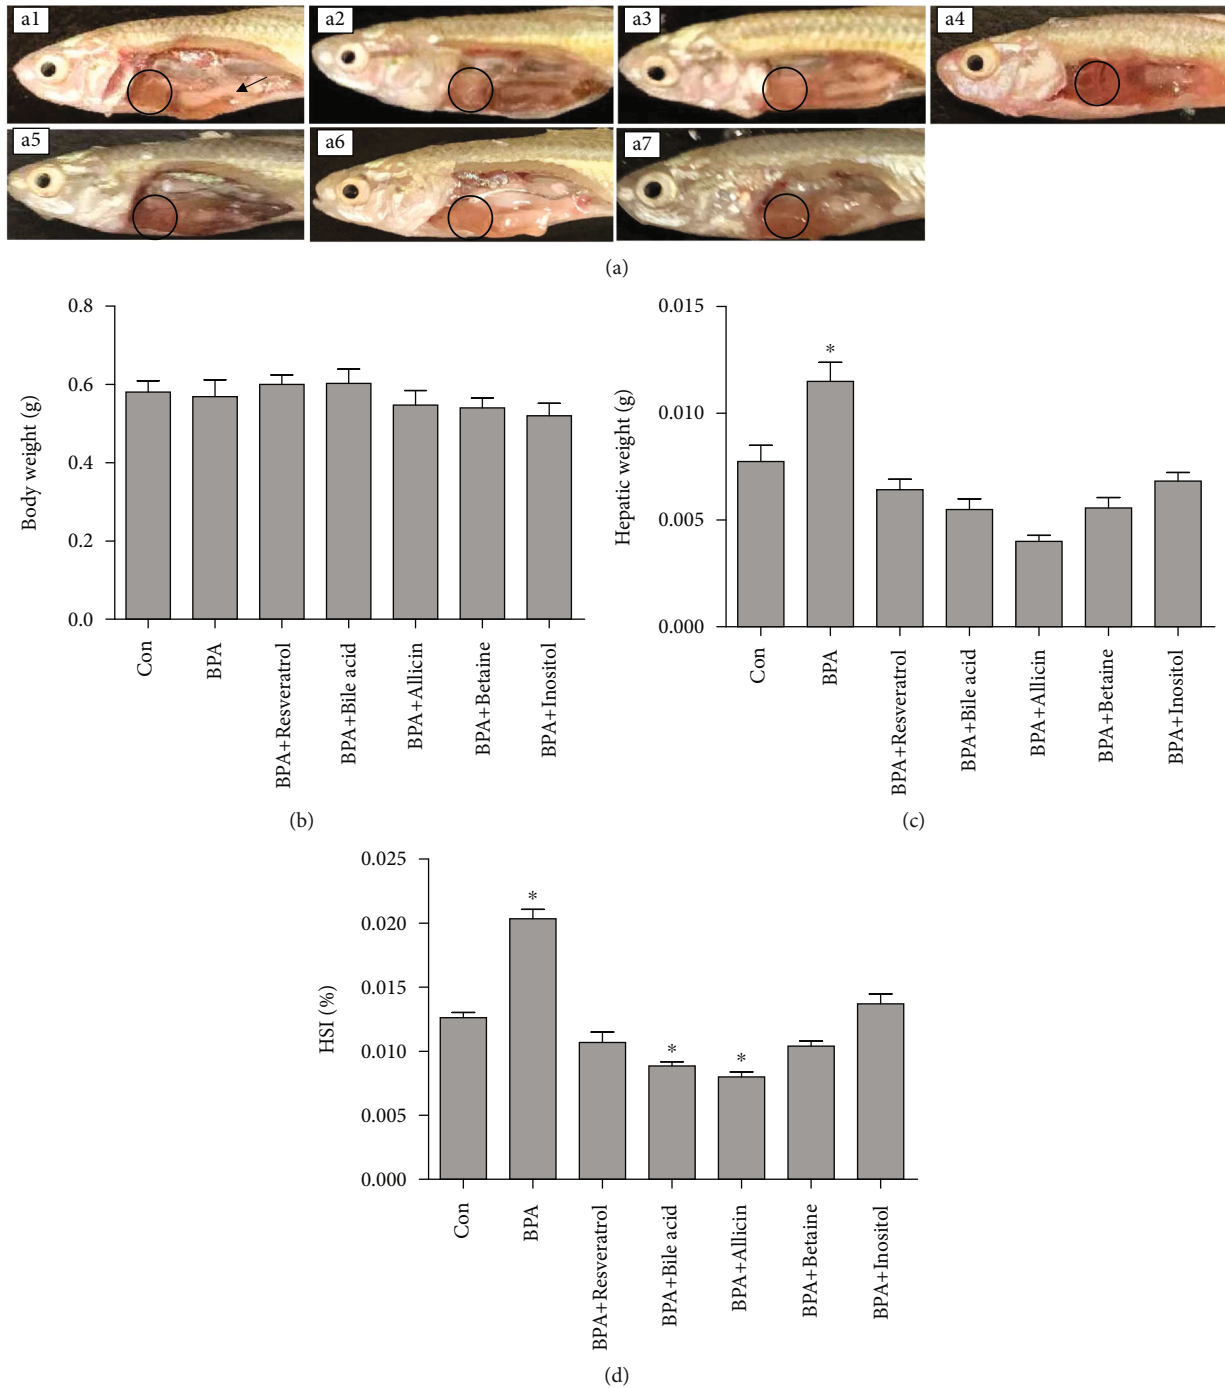 a1 a2 a3 a4
a5 a6 a7
(a)
0.8
0.6
0.4
0.2
0.0
Body weight (g)
Con
BPA
BPA+Resveratrol
BPA+Bile acid
BPA+Allicin
BPA+Betaine
BPA+Inositol
(b)
0.015
0.010
0.005
0.000
Hepatic weight (g)
*
Con
BPA
BPA+Resveratrol
BPA+Bile acid
BPA+Allicin
BPA+Betaine
BPA+Inositol
(c)
0.025
0.020
0.015
0.010
0.005
0.000
HSI (%)
*
*
*
Con
BPA
BPA+Resveratrol
BPA+Bile acid
BPA+Allicin
BPA+Betaine
BPA+Inositol
(d)